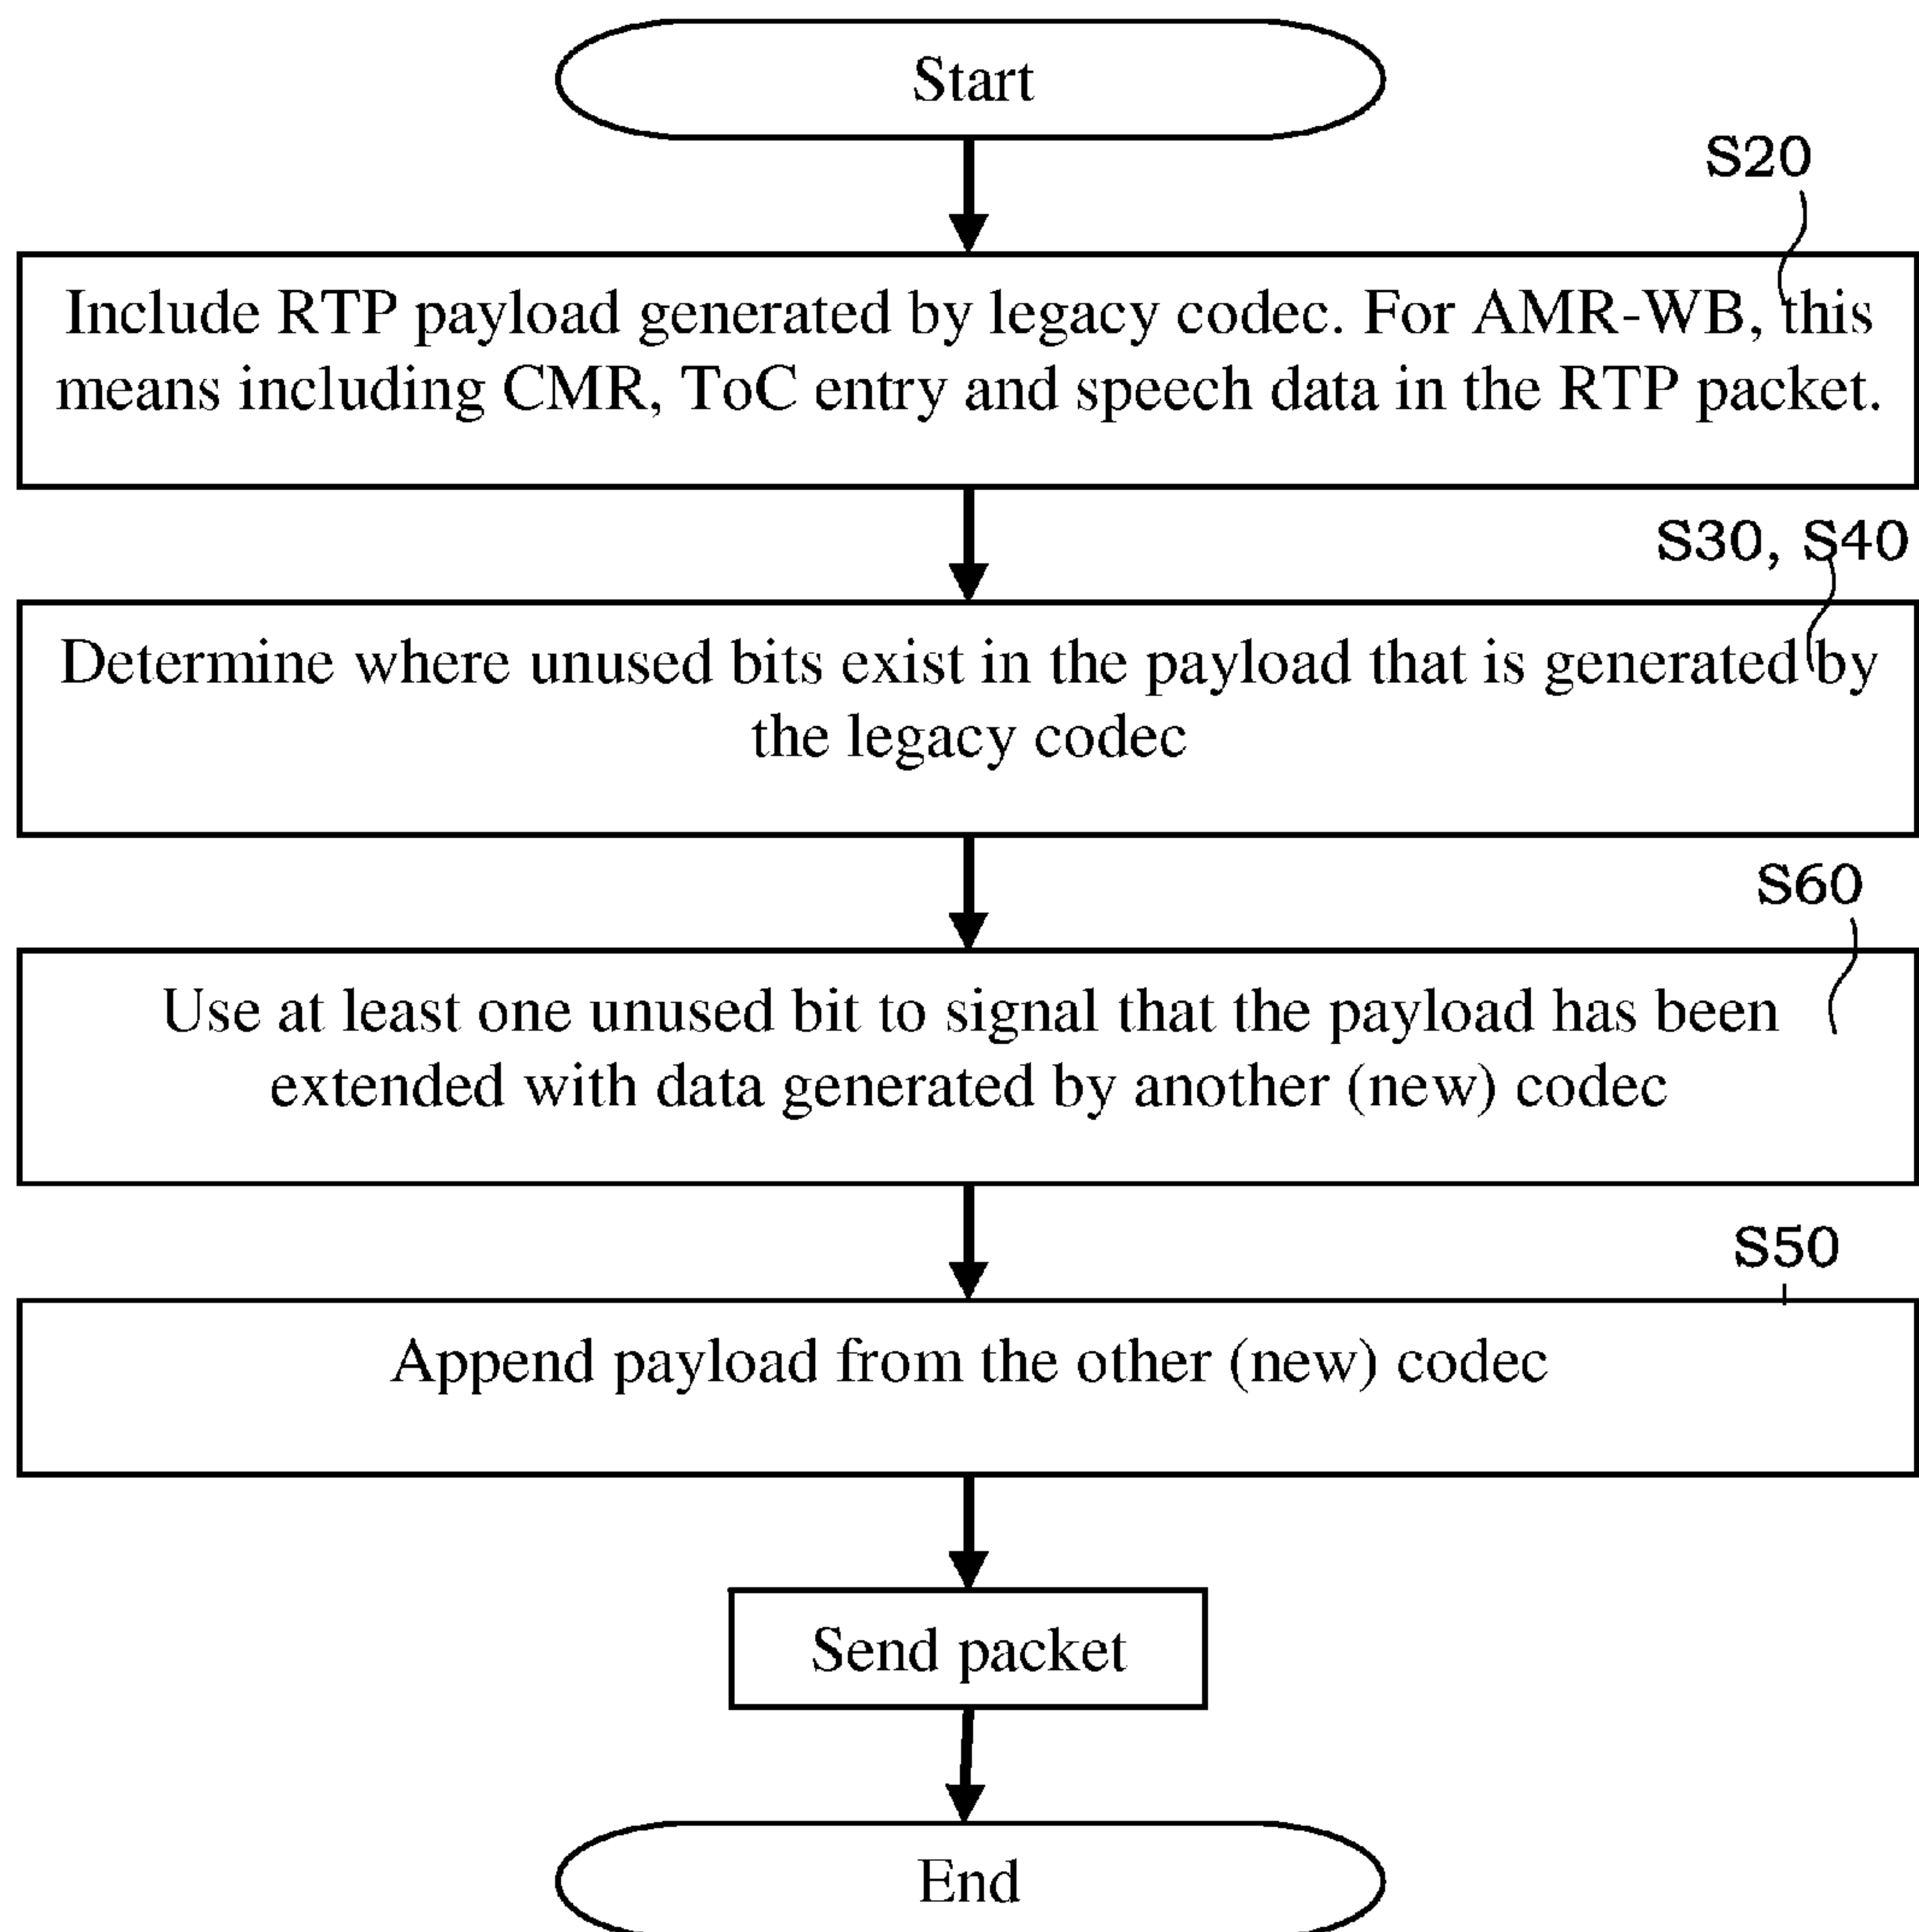 Start
S20
Include RTP payload generated by legacy codec. For AMR-WB, this
means including CMR, ToC entry and speech data in the RTP packet.
S30, S40
Determine where unused bits exist in the payload that is generated by
the legacy codec
S60
Use at least one unused bit to signal that the payload has been
extended with data generated by another (new) codec
S50
Append payload from the other (new) codec
Send packet
End